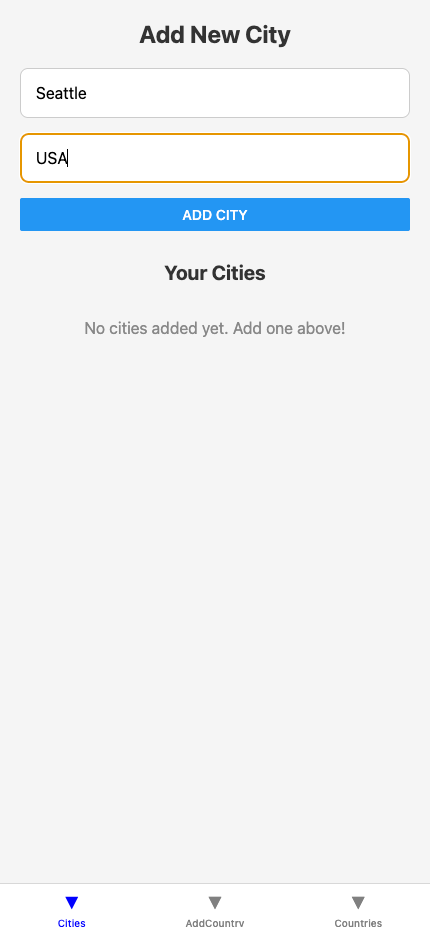 Add New City
Seattle
USA
ADD CITY
Your Cities
No cities added yet. Add one above!
Cities
AddCountry
Countries